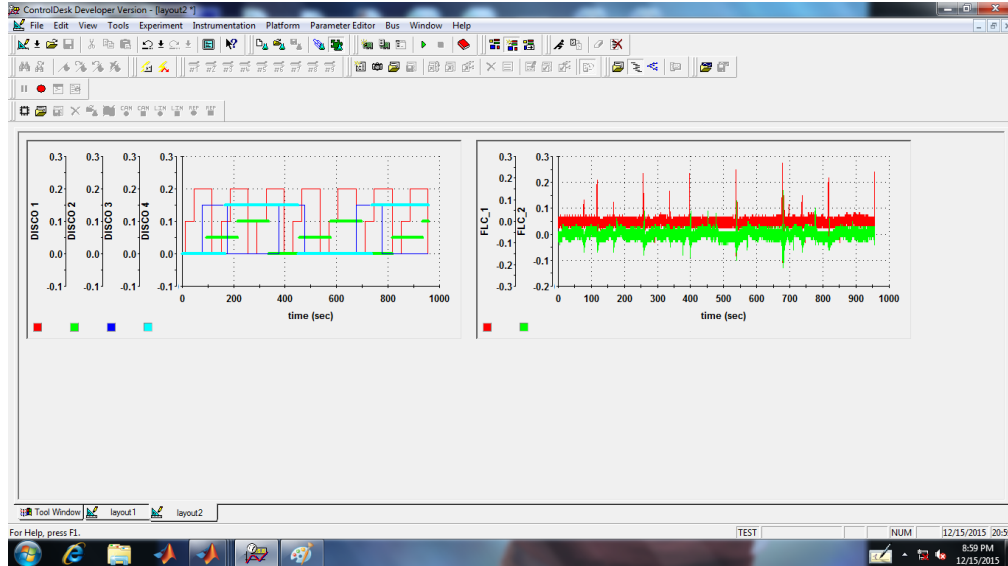 ControlDesk Developer Version - [layout2 *]
File Edit View Tools Experiment Instrumentation Platform ParameterEditor Bus Window Help
0.3 0.3 0.3 0.3
0.2 0.2 0.2 0.2
0.1 0.1 0.1 0.1
0.0 0.0 0.0 0.0
-0.1 -0.1 -0.1 -0.1
DISCO 1
DISCO 2
DISCO 3
DISCO 4
0 200 400 600 800 1000
time (sec)
0.3 0.3
0.2 0.2
0.1 0.1
0.0 0.0
-0.1 -0.1
-0.2
-0.3 -0.2
FLC_1
FLC_2
0 100 200 300 400 500 600 700 800 900 1000
time (sec)
Tool Window layout1 layout2
For Help, press F1.
TEST NUM 12/15/2015 20:5
8:59 PM
12/15/2015